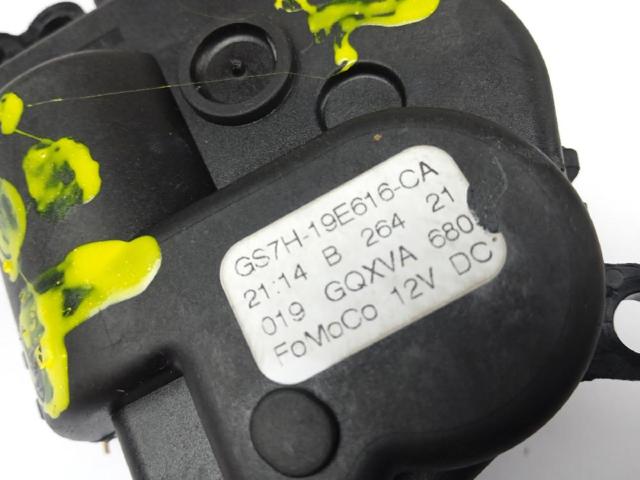 GS7H-19E616-CA
21:14 B 264 21
019 GQXVA 680
FoMoCo 12V DC